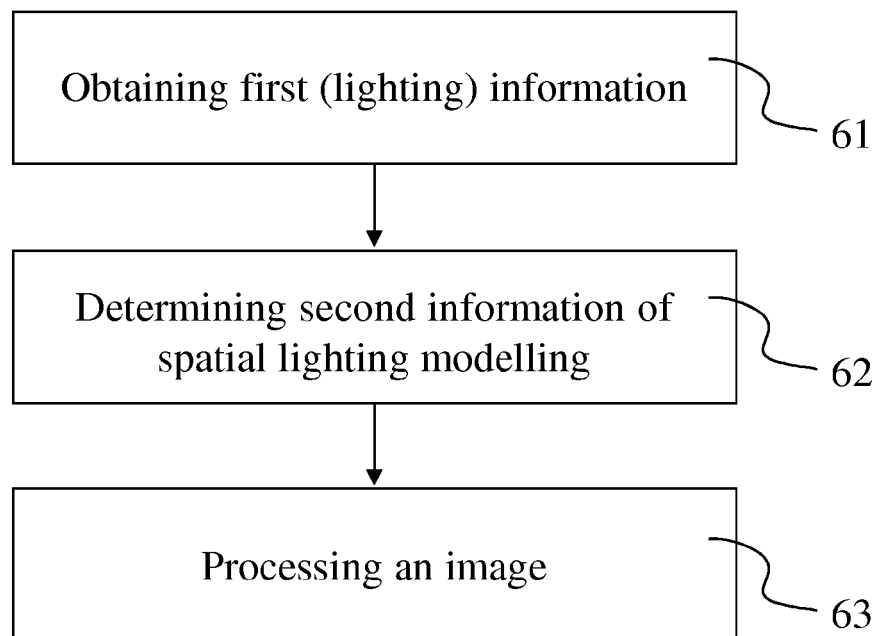 Obtaining first (lighting) information
61
Determining second information of
spatial lighting modelling
62
Processing an image
63